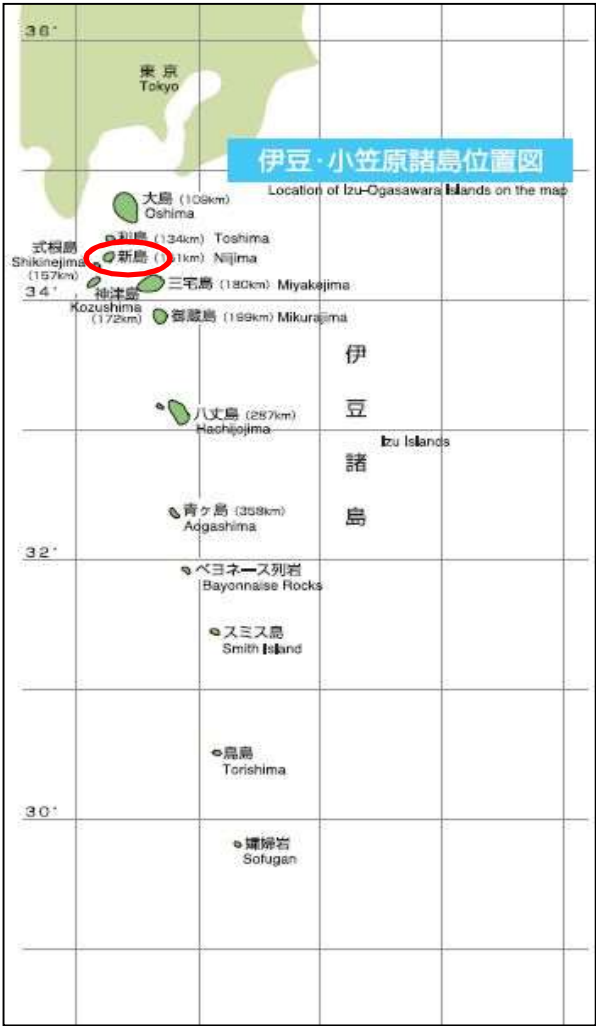 36°
東京
Tokyo
伊豆・小笠原諸島位置図
Location of Izu-Ogasawara Islands on the map
大島 (109km)
Oshima
利島 (134km) Toshima
式根島
Shikinejima
(157km)
新島 (151km) Niijima
34°
三宅島 (180km) Miyakejima
神津島
Kozushima
(172km)
御蔵島 (199km) Mikurajima
伊豆諸島
Izu Islands
八丈島 (287km)
Hachijojima
青ヶ島 (358km)
Aogashima
32°
ベヨネース列岩
Bayonnaise Rocks
スミス島
Smith Island
鳥島
Torishima
30°
孀婦岩
Sofugan